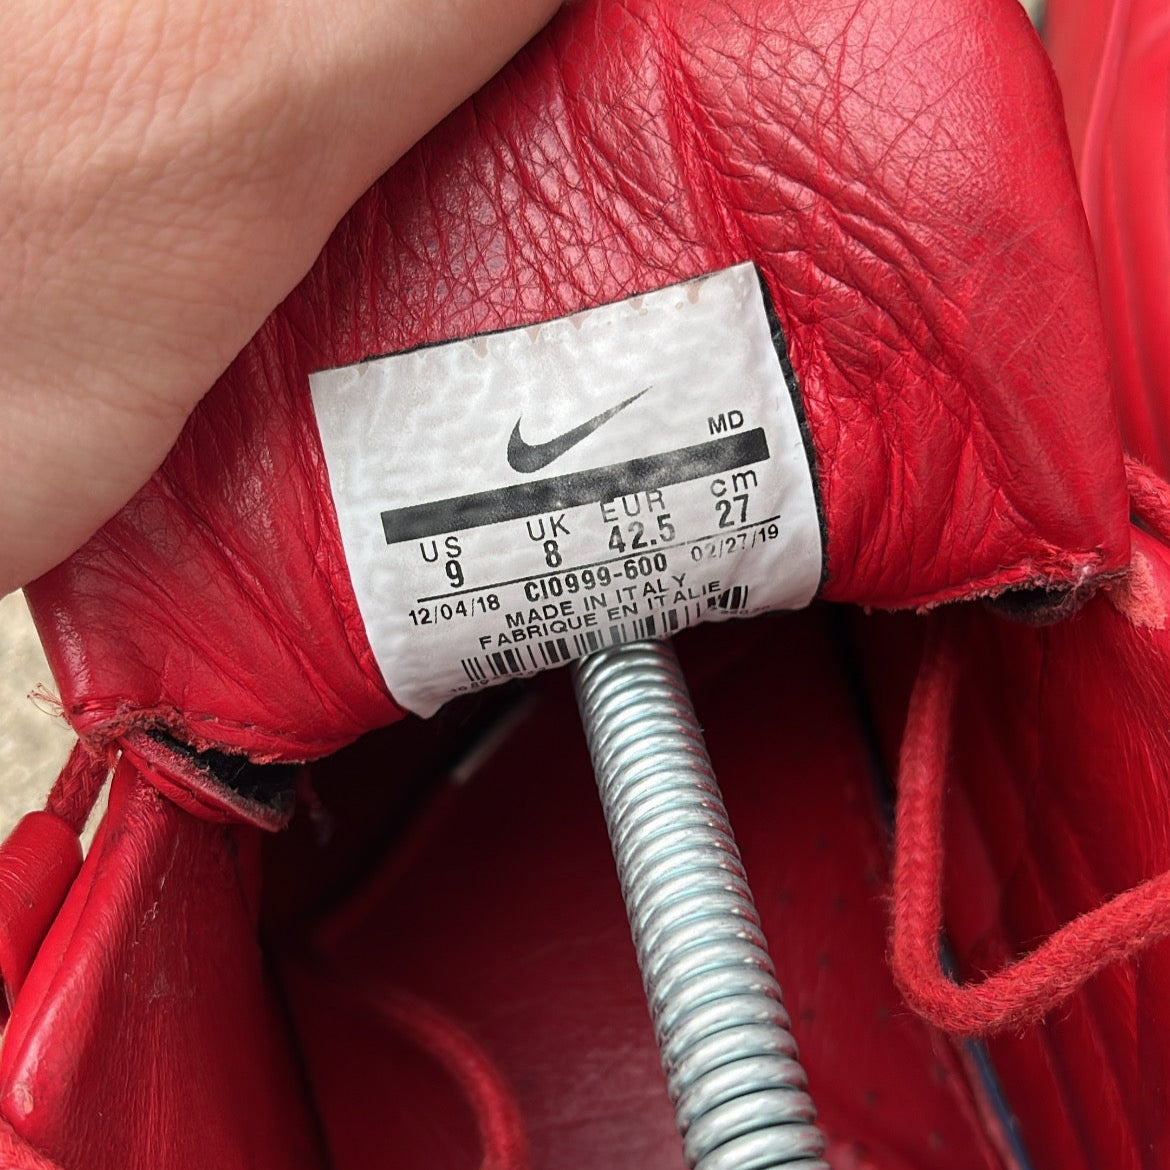 MD
US UK EUR cm
9 8 42.5 27
12/04/18 CI0999-600 02/27/19
MADE IN ITALY
FABRIQUE EN ITALIE